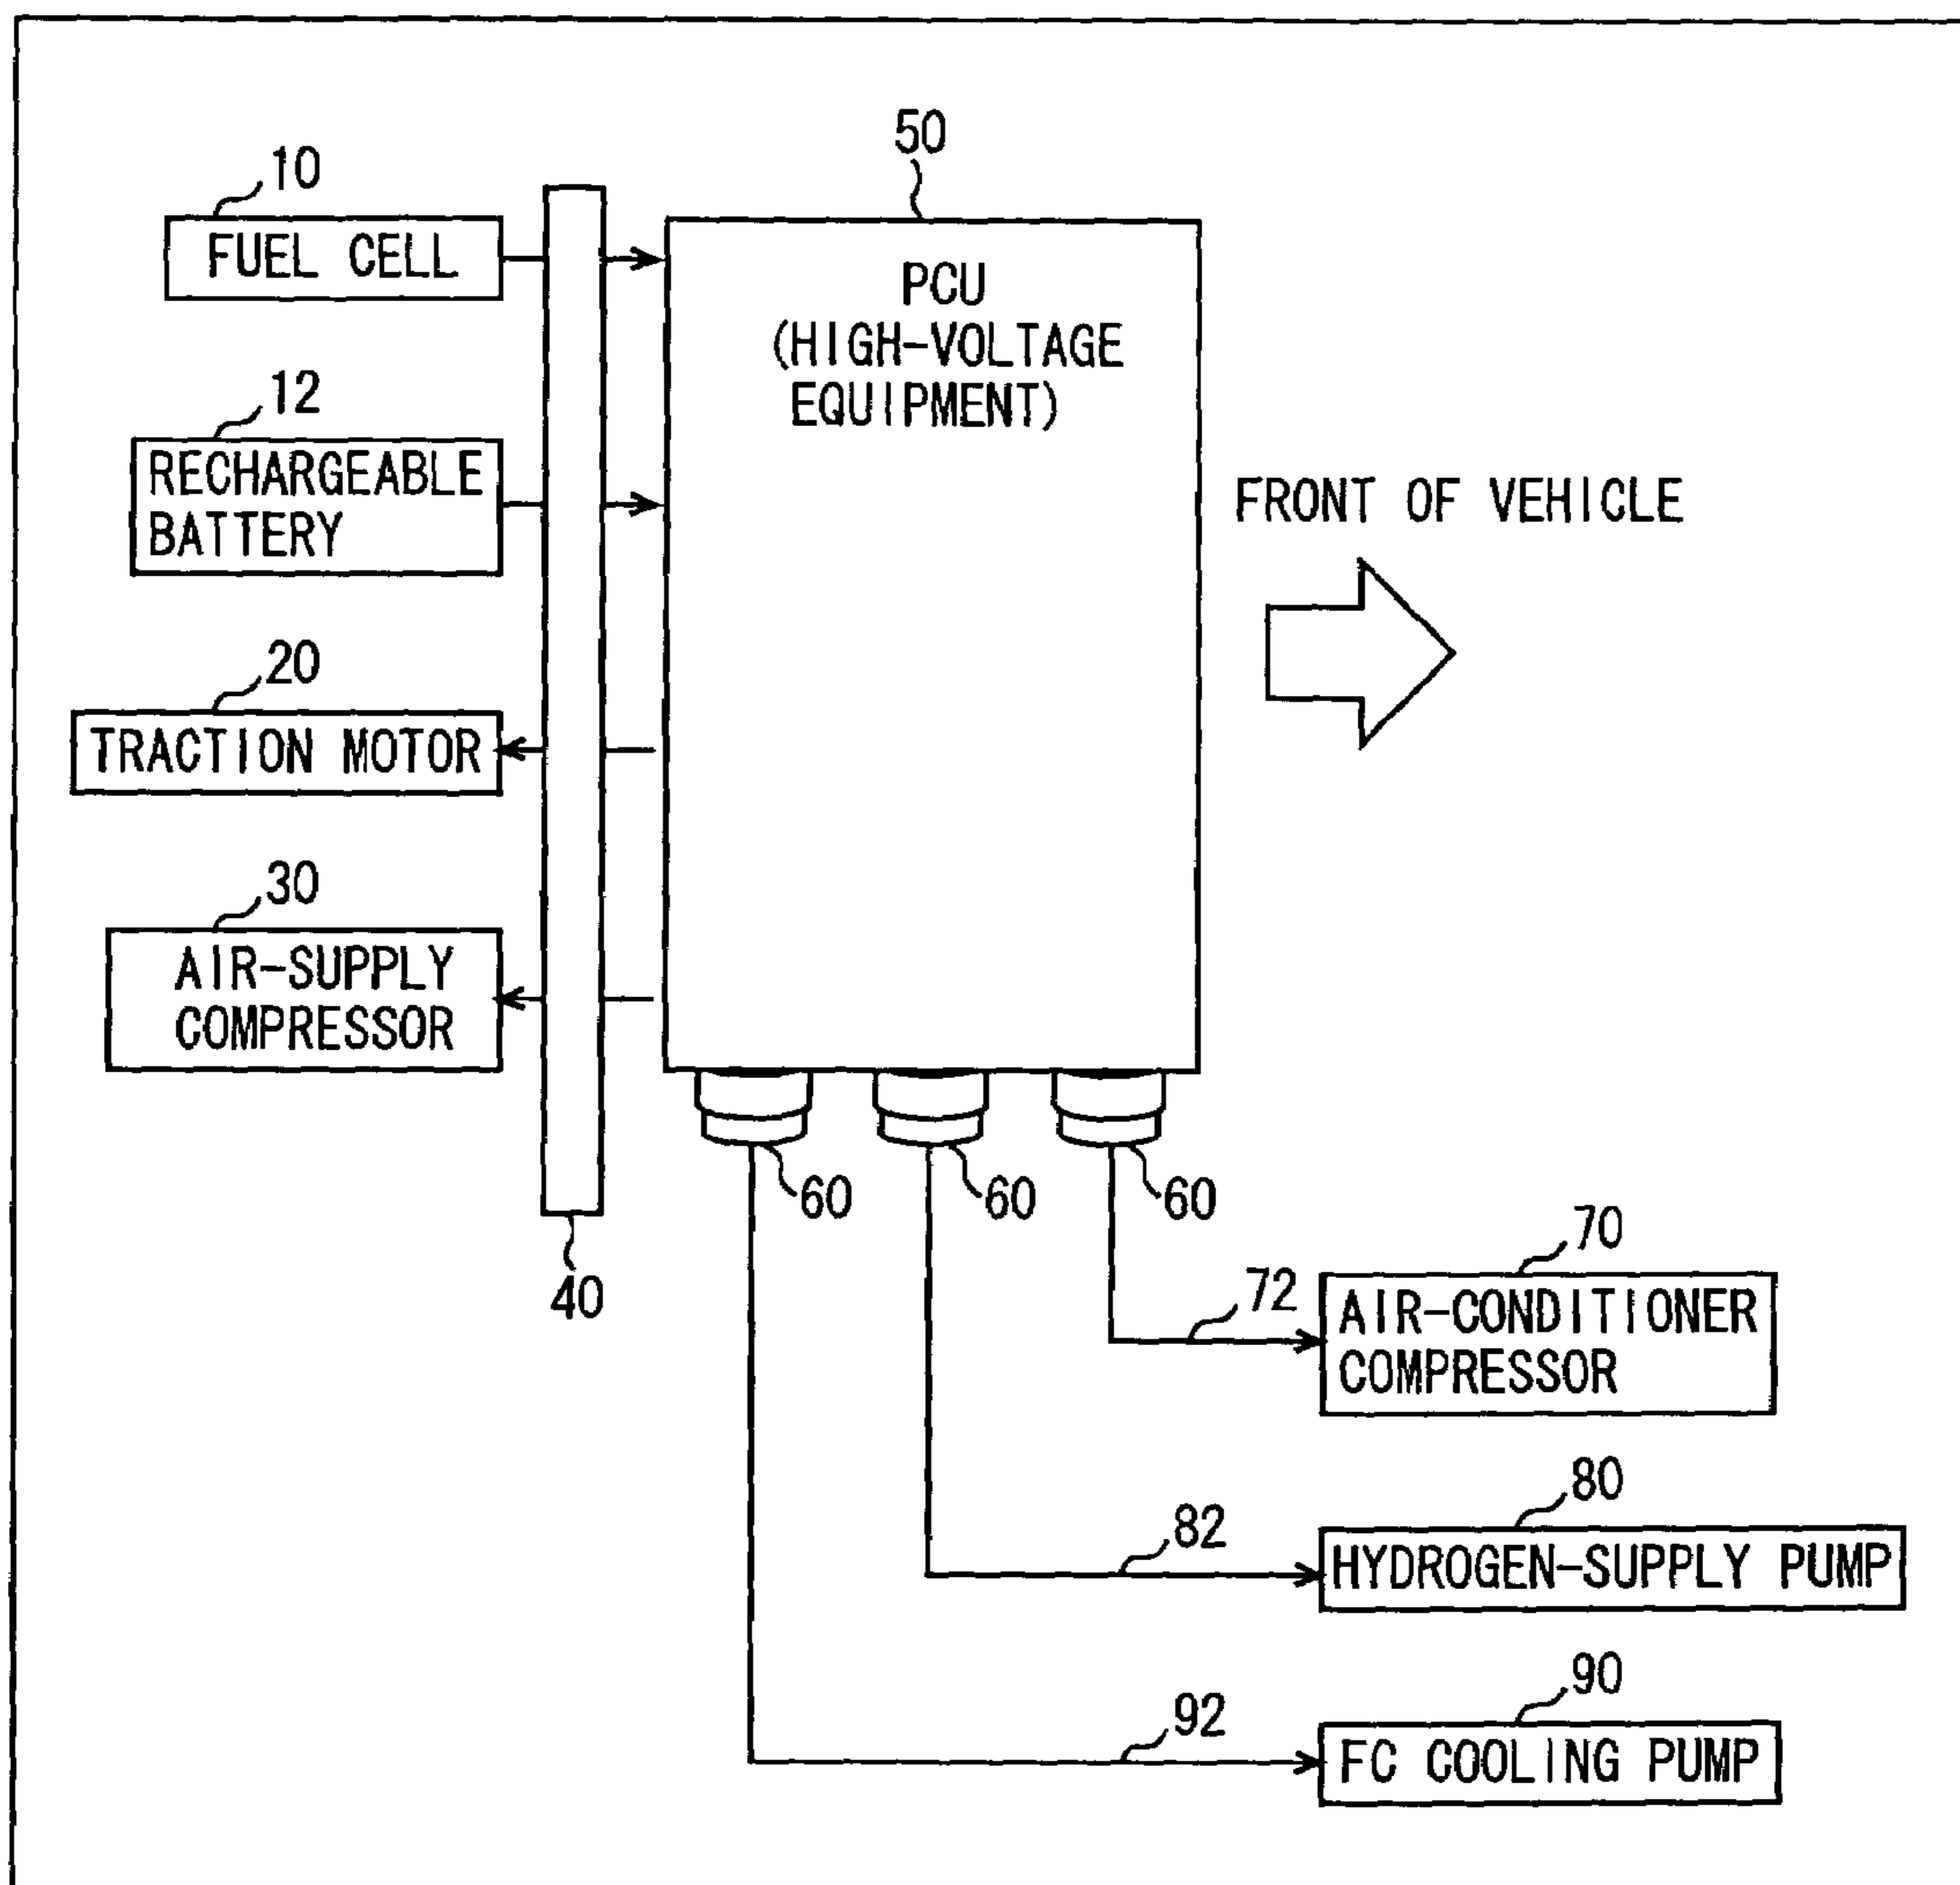 50
10
FUEL CELL
PCU
(HIGH-VOLTAGE
EQUIPMENT)
12
RECHARGEABLE
BATTERY
FRONT OF VEHICLE
20
TRACTION MOTOR
30
AIR-SUPPLY
COMPRESSOR
60
60
60
40
70
72
AIR-CONDITIONER
COMPRESSOR
80
82
HYDROGEN-SUPPLY PUMP
90
92
FC COOLING PUMP